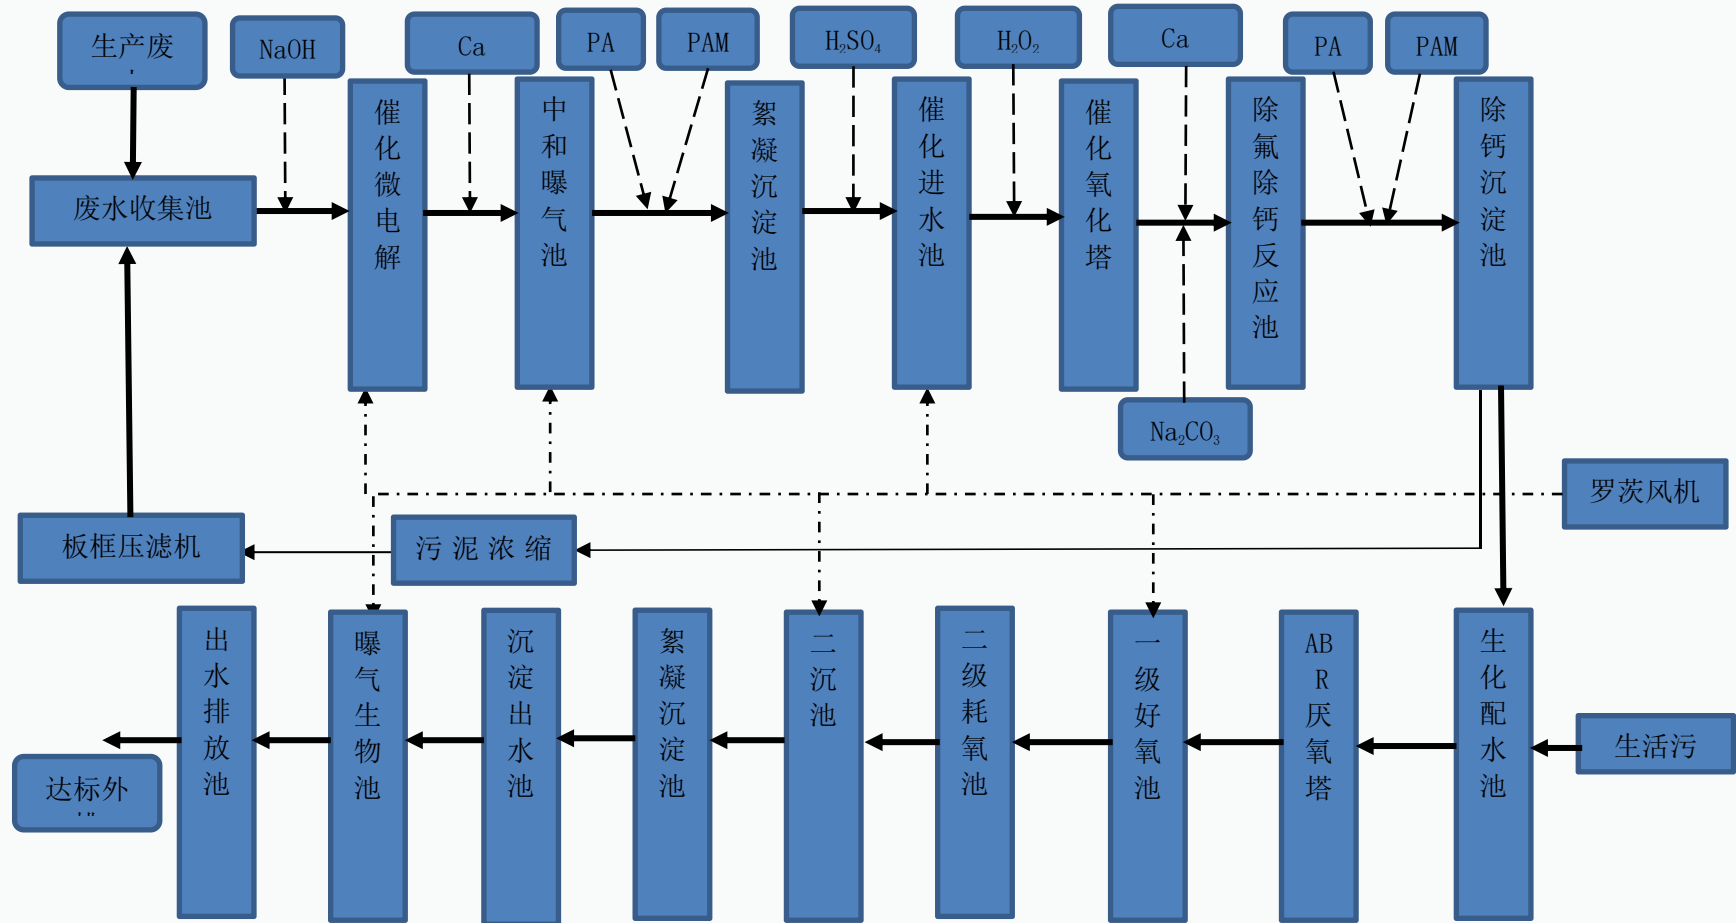 生产废
NaOH
Ca
PA
PAM
H₂SO₄
H₂O₂
Ca
PA
PAM
废水收集池
催化微电解
中和曝气池
絮凝沉淀池
催化进水池
催化氧化塔
除氟除钙反应池
除钙沉淀池
Na₂CO₃
罗茨风机
板框压滤机
污泥浓缩
出水排放池
曝气生物池
沉淀出水池
絮凝沉淀池
二沉池
二级耗氧池
一级好氧池
ABR厌氧塔
生化配水池
生活污
达标外